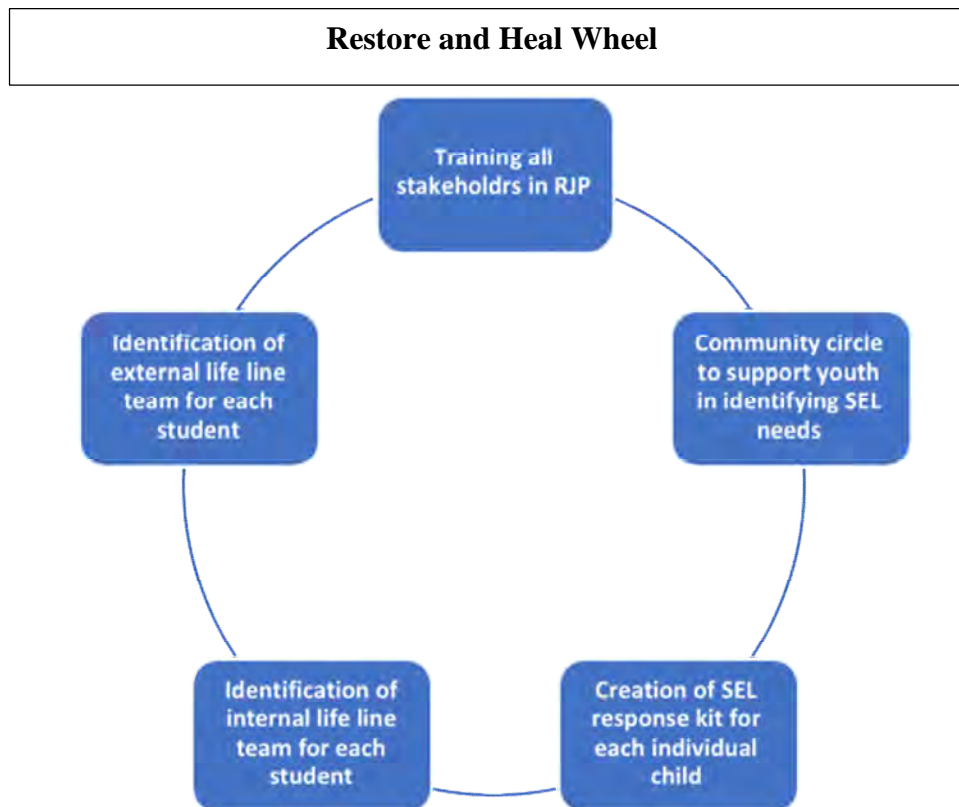 Restore and Heal Wheel
Training all
stakeholdrs in RJP
Community circle
to support youth
in identifying SEL
needs
Creation of SEL
response kit for
each individual
child
Identification of
internal life line
team for each
student
Identification of
external life line
team for each
student